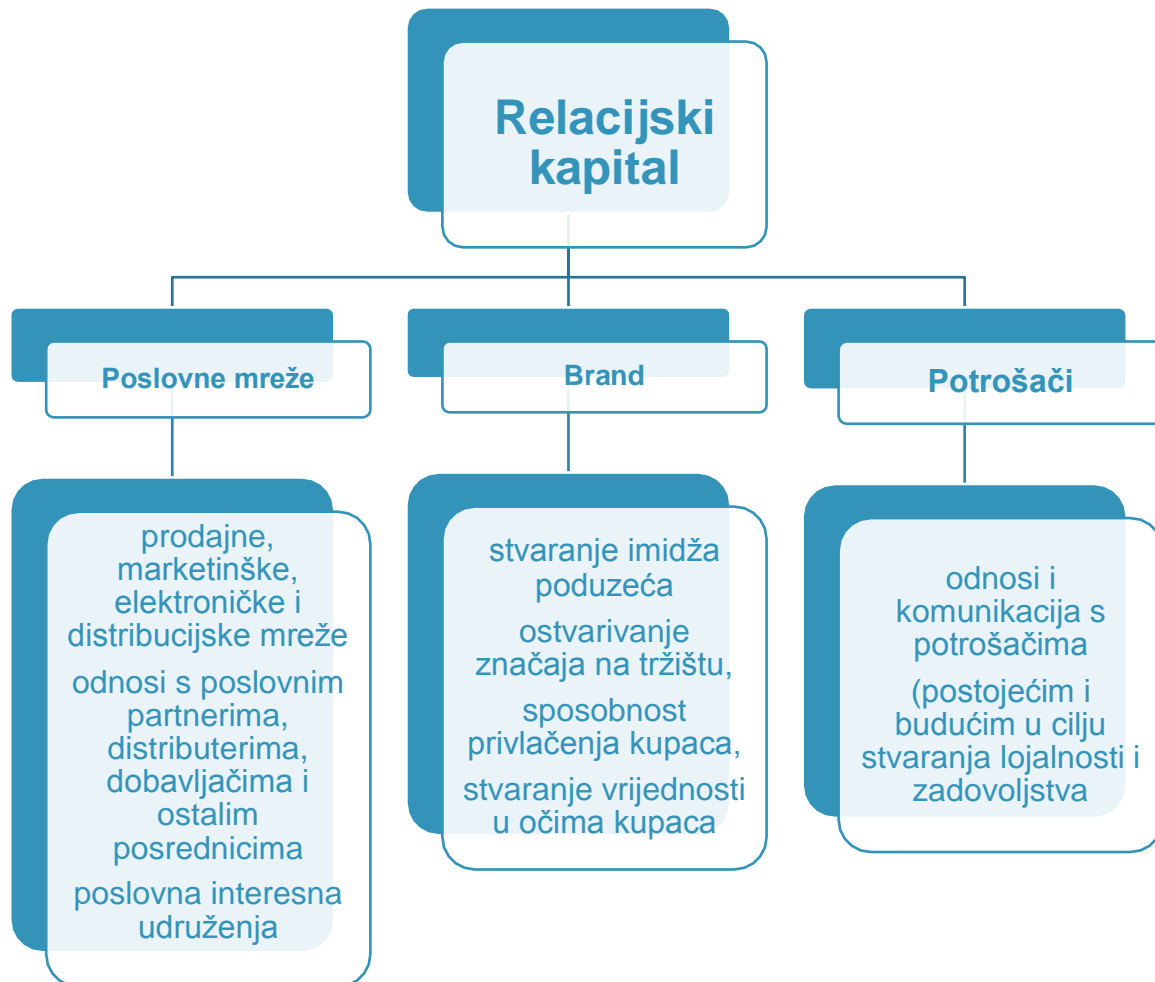 Relacijski
kapital
Poslovne mreže
Brand
Potrošači
prodajne,
marketinške,
elektroničke i
distribucijske mreže
odnosi s poslovnim
partnerima,
distributerima,
dobavljačima i
ostalim
posrednicima
poslovna interesna
udruženja
stvaranje imidža
poduzeća
ostvarivanje
značaja na tržištu,
sposobnost
privlačenja kupaca,
stvaranje vrijednosti
u očima kupaca
odnosi i
komunikacija s
potrošačima
(postojećim i
budućim u cilju
stvaranja lojalnosti i
zadovoljstva